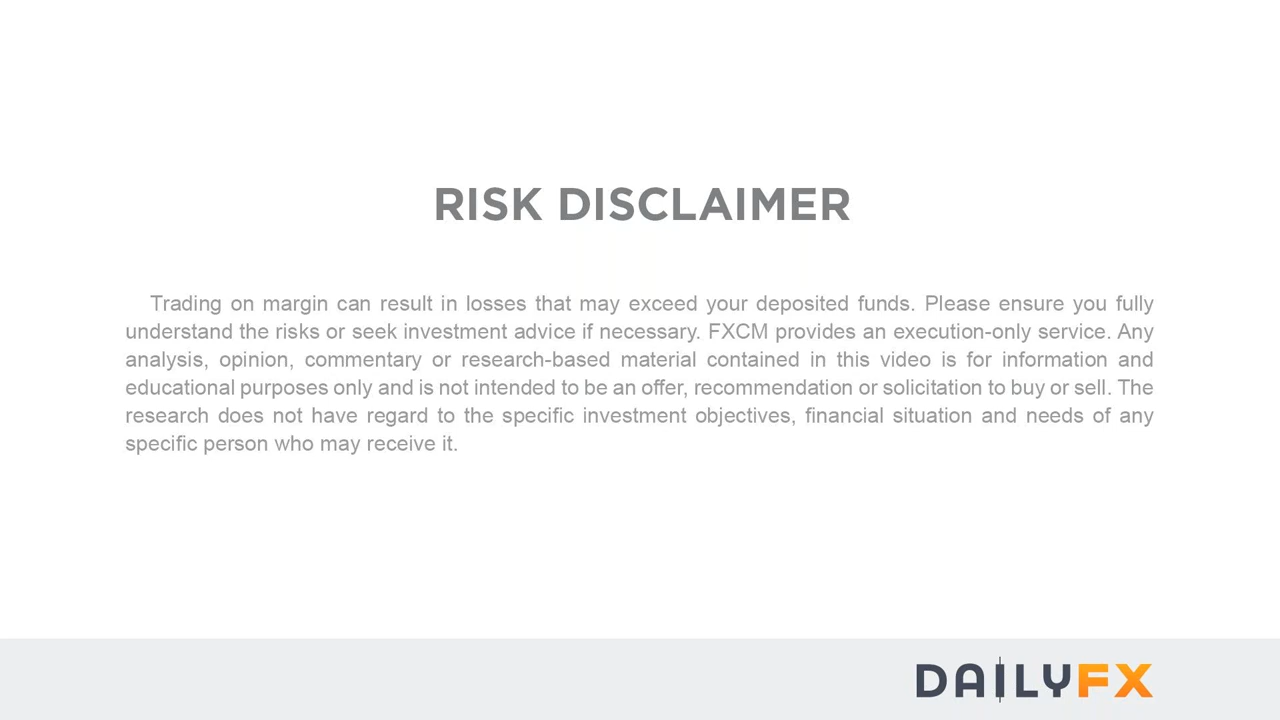 RISK DISCLAIMER
Trading on margin can result in losses that may exceed your deposited funds. Please ensure you fully
understand the risks or seek investment advice if necessary. FXCM provides an execution-only service. Any
analysis, opinion, commentary or research-based material contained in this video is for information and
educational purposes only and is not intended to be an offer, recommendation or solicitation to buy or sell. The
research does not have regard to the specific investment objectives, financial situation and needs of any
specific person who may receive it.
DAILYFX